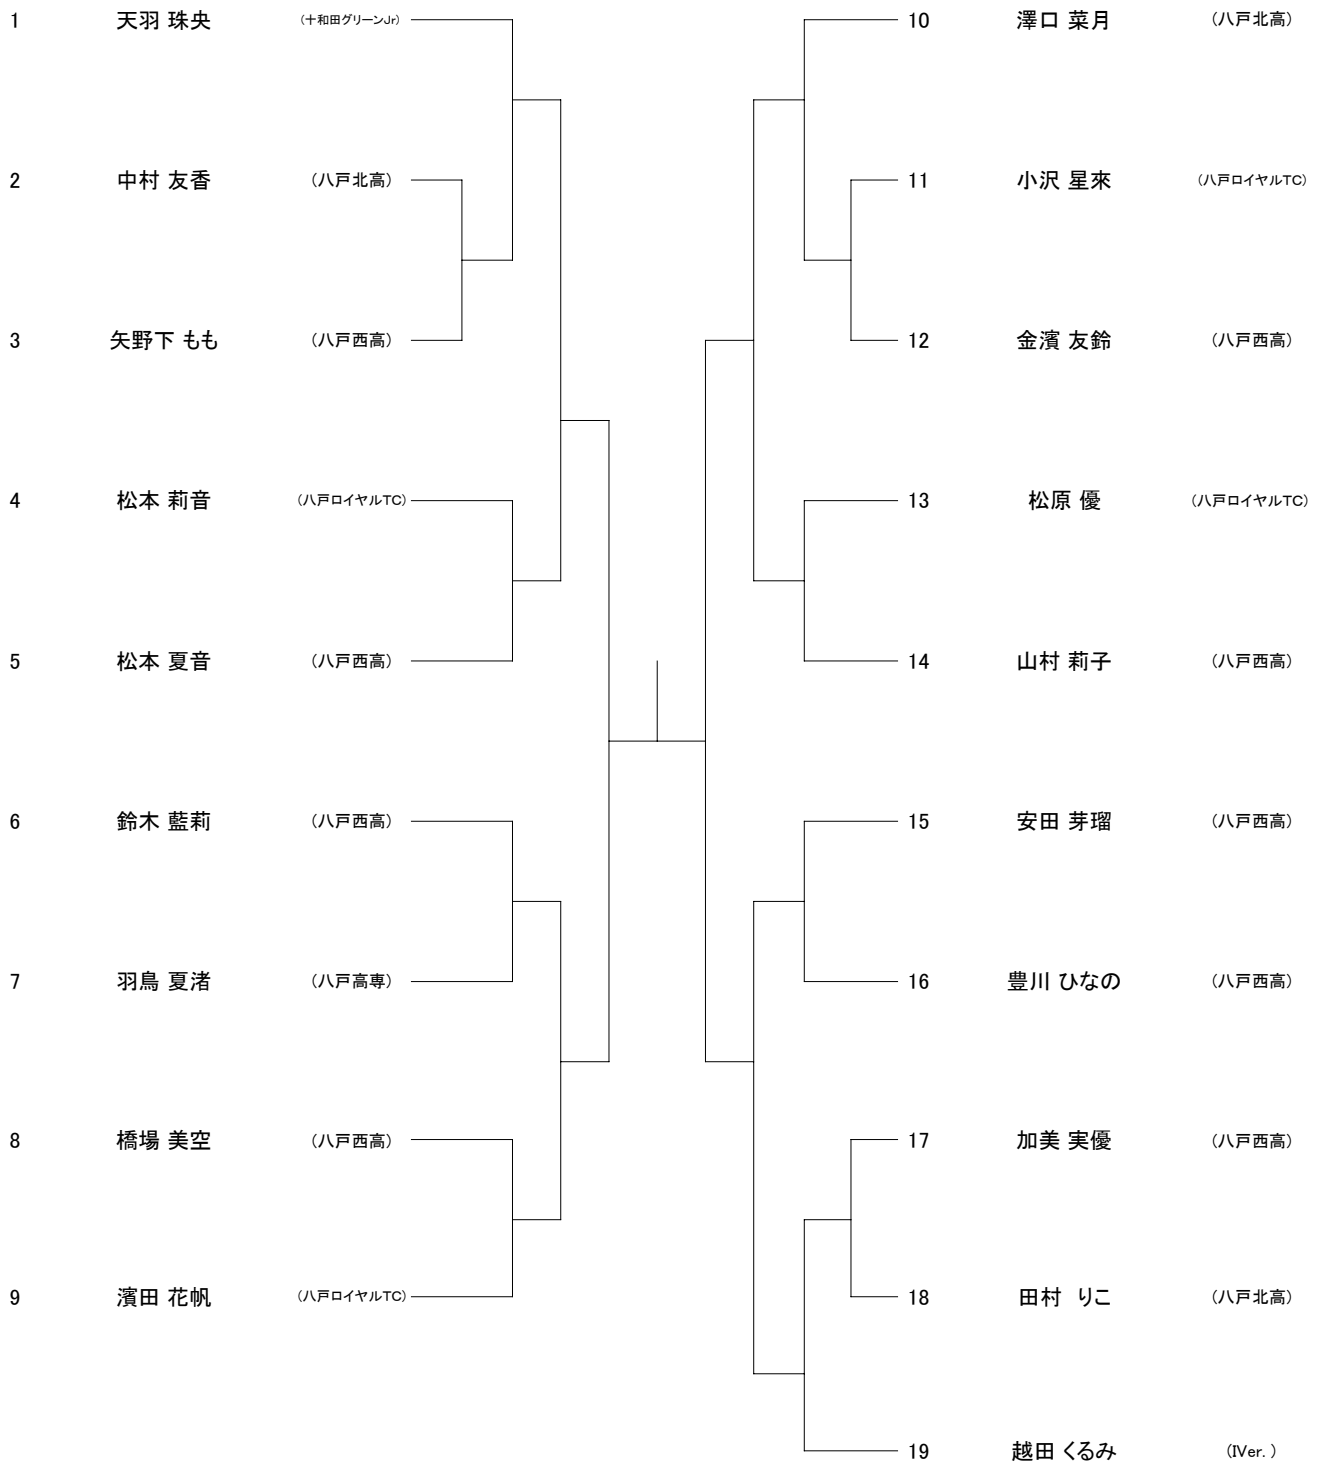 1 天羽 珠央 (十和田グリーンJr)
2 中村 友香 (八戸北高)
3 矢野下 もも (八戸西高)
4 松本 莉音 (八戸ロイヤルTC)
5 松本 夏音 (八戸西高)
6 鈴木 藍莉 (八戸西高)
7 羽鳥 夏渚 (八戸高専)
8 橋場 美空 (八戸西高)
9 濱田 花帆 (八戸ロイヤルTC)
10 澤口 菜月 (八戸北高)
11 小沢 星來 (八戸ロイヤルTC)
12 金濱 友鈴 (八戸西高)
13 松原 優 (八戸ロイヤルTC)
14 山村 莉子 (八戸西高)
15 安田 芽瑠 (八戸西高)
16 豊川 ひなの (八戸西高)
17 加美 実優 (八戸西高)
18 田村 りこ (八戸北高)
19 越田 くるみ (IVer.)